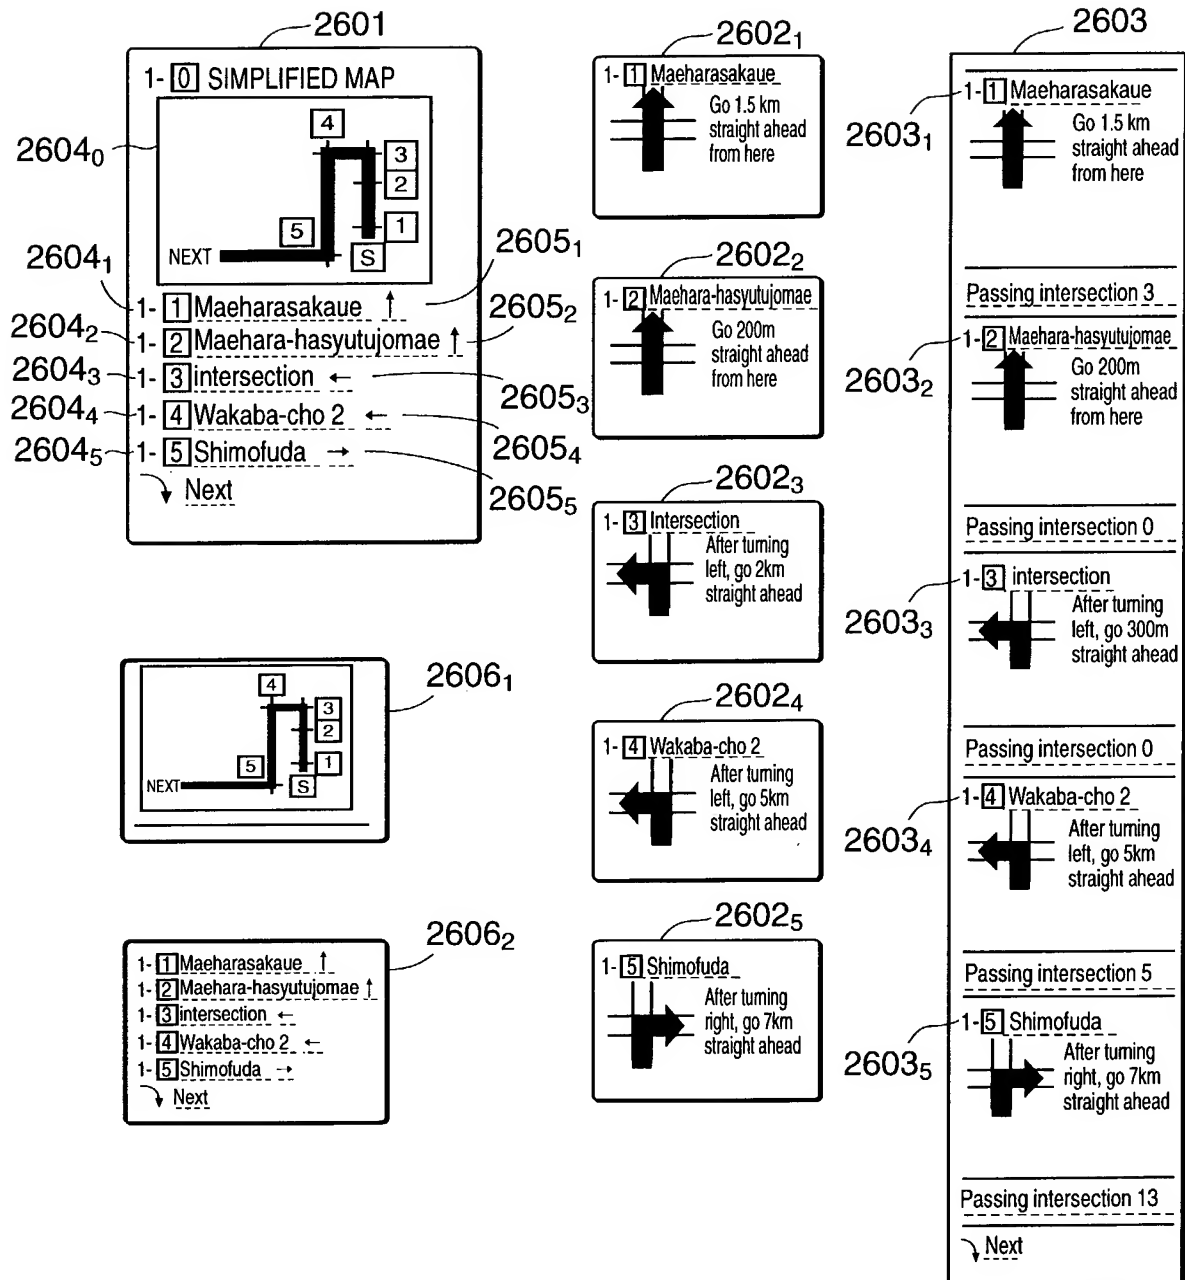 2601
1-0 SIMPLIFIED MAP
2604₀
4
3
2
1
5
S
NEXT
2604₁
1-1 Maeharasakaue ↑
2605₁
2604₂
1-2 Maehara-hasyutujomae ↑
2605₂
2604₃
1-3 intersection ←
2605₃
2604₄
1-4 Wakaba-cho 2 ←
2605₄
2604₅
1-5 Shimofuda →
2605₅
Next
2606₁
4
3
2
1
5
S
NEXT
2606₂
1-1 Maeharasakaue ↑
1-2 Maehara-hasyutujomae ↑
1-3 intersection ←
1-4 Wakaba-cho 2 ←
1-5 Shimofuda →
Next
2602₁
1-1 Maeharasakaue
Go 1.5 km
straight ahead
from here
2602₂
1-2 Maehara-hasyutujomae
Go 200m
straight ahead
from here
2602₃
1-3 Intersection
After turning
left, go 2km
straight ahead
2602₄
1-4 Wakaba-cho 2
After turning
left, go 5km
straight ahead
2602₅
1-5 Shimofuda
After turning
right, go 7km
straight ahead
2603
2603₁
1-1 Maeharasakaue
Go 1.5 km
straight ahead
from here
Passing intersection 3
2603₂
1-2 Maehara-hasyutujomae
Go 200m
straight ahead
from here
Passing intersection 0
2603₃
1-3 intersection
After turning
left, go 300m
straight ahead
Passing intersection 0
2603₄
1-4 Wakaba-cho 2
After turning
left, go 5km
straight ahead
Passing intersection 5
2603₅
1-5 Shimofuda
After turning
right, go 7km
straight ahead
Passing intersection 13
Next